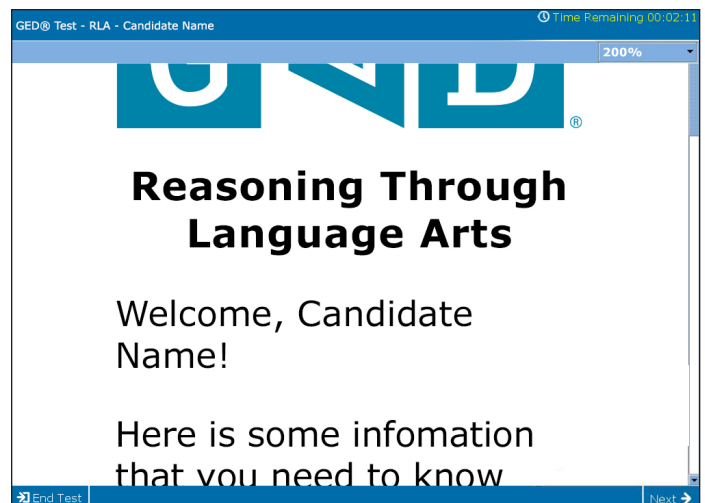 GED® Test - RLA - Candidate Name
Time Remaining 00:02:11
200%
GED®
Reasoning Through
Language Arts
Welcome, Candidate
Name!
Here is some infomation
that you need to know
End Test
Next